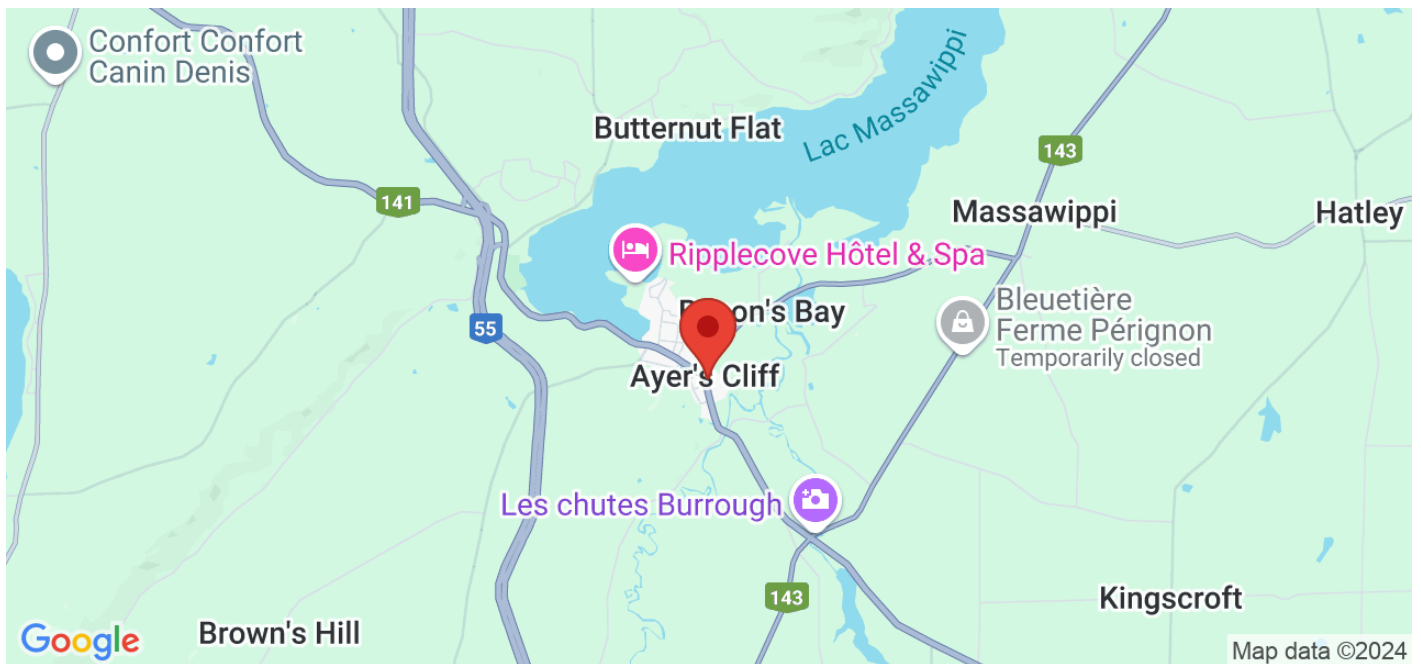 Confort Confort
Canin Denis
Butternut Flat
Lac Massawippi
143
141
Massawippi
Hatley
Ripplecove Hôtel & Spa
Bleuetière
Ferme Pérignon
Temporarily closed
Bay
55
Ayer's Cliff
Les chutes Burrough
143
Kingscroft
Brown's Hill
Google
Map data ©2024